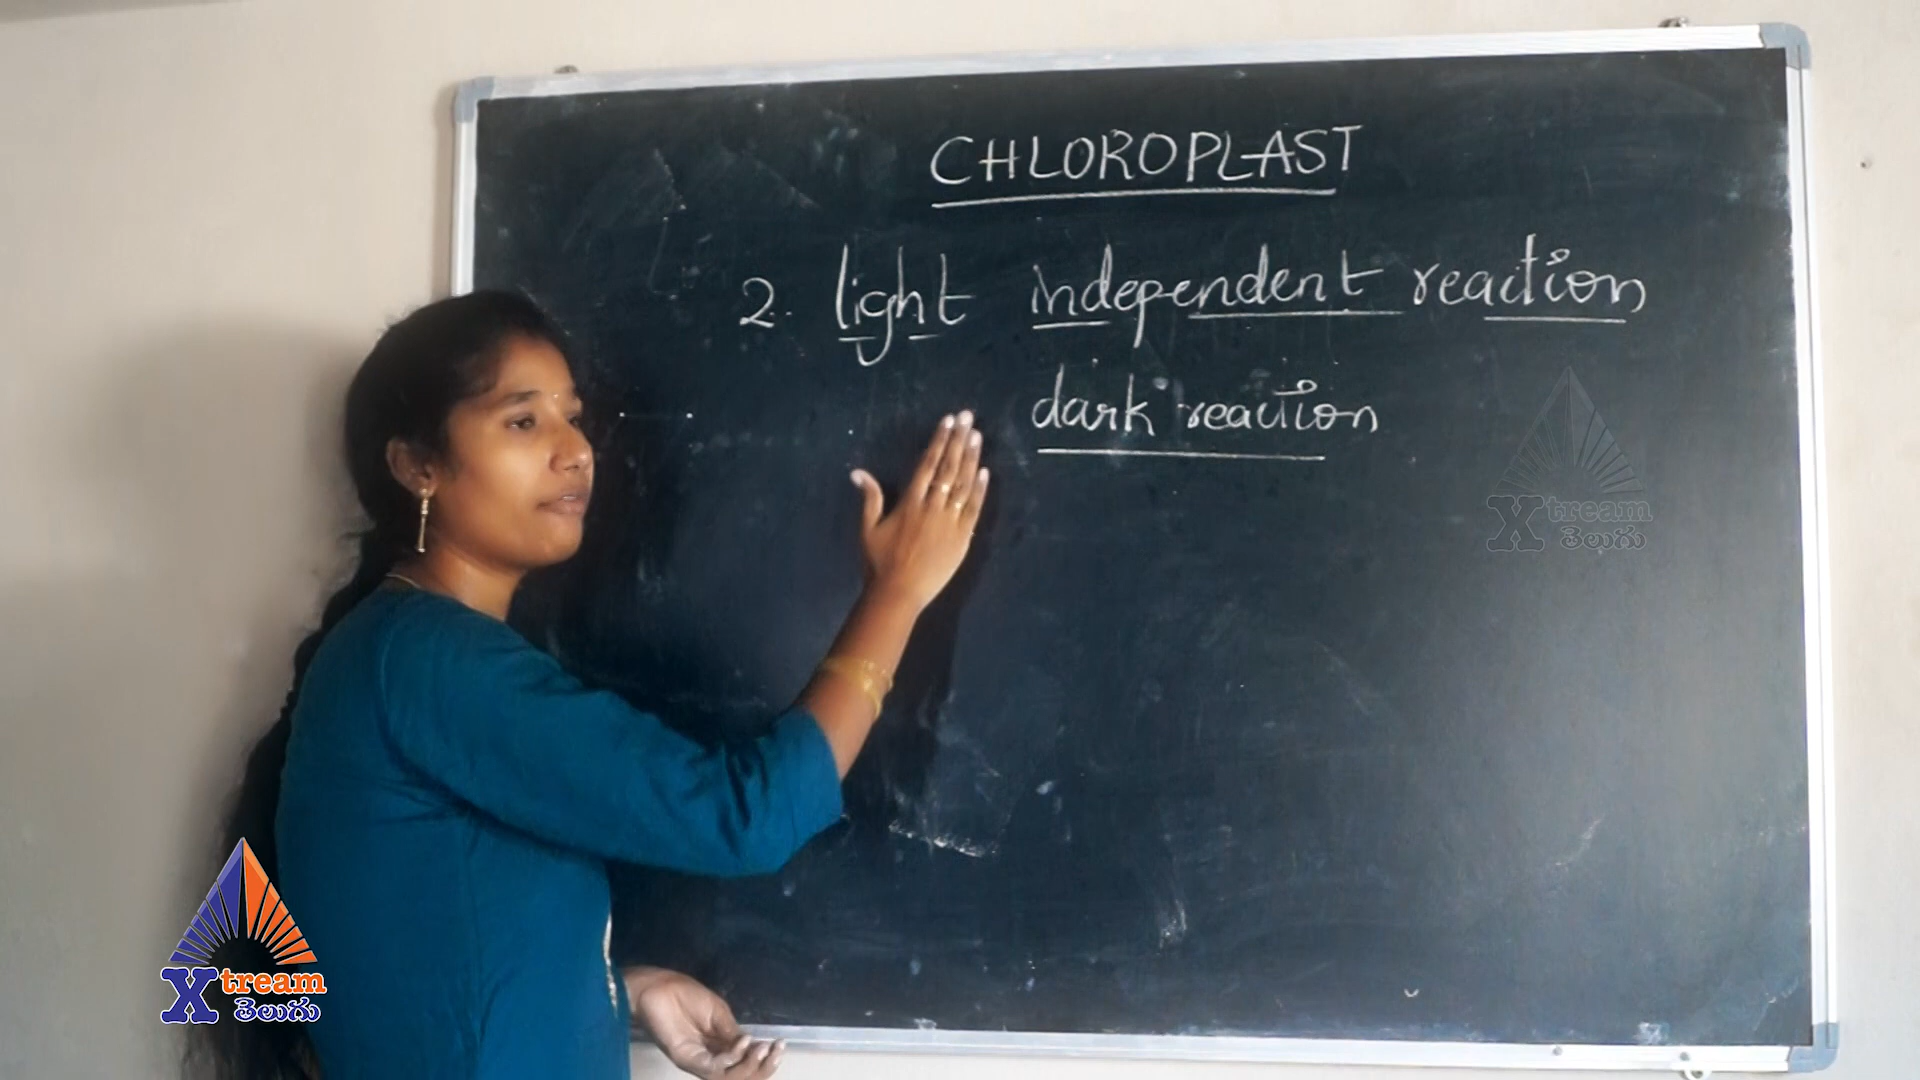 CHLOROPLAST
2. light independent reaction
dark reaction
Xtream
తెలుగు
Xtream
తెలుగు